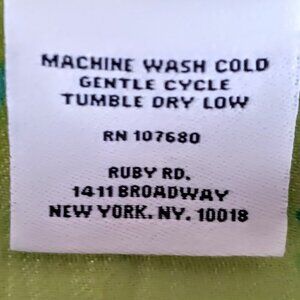 MACHINE WASH COLD
GENTLE CYCLE
TUMBLE DRY LOW
RN 107680
RUBY RD.
1411 BROADWAY
NEW YORK. NY. 10018